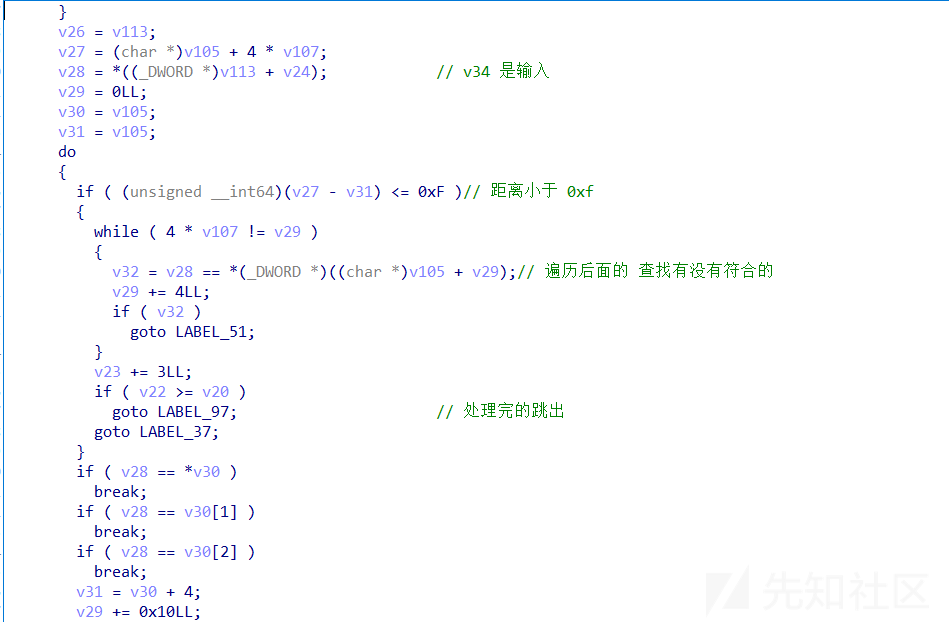 }
v26 = v113;
v27 = (char *)v105 + 4 * v107;
v28 = *((_DWORD *)v113 + v24); // v34 是输入
v29 = 0LL;
v30 = v105;
v31 = v105;
do
{
if ( (unsigned __int64)(v27 - v31) <= 0xF )// 距离小于 0xf
{
while ( 4 * v107 != v29 )
{
v32 = v28 == *(_DWORD *)((char *)v105 + v29);// 遍历后面的 查找有没有符合的
v29 += 4LL;
if ( v32 )
goto LABEL_51;
}
v23 += 3LL;
if ( v22 >= v20 )
goto LABEL_97; // 处理完的跳出
goto LABEL_37;
}
if ( v28 == *v30 )
break;
if ( v28 == v30[1] )
break;
if ( v28 == v30[2] )
break;
v31 = v30 + 4;
v29 += 0x10LL;
先知社区